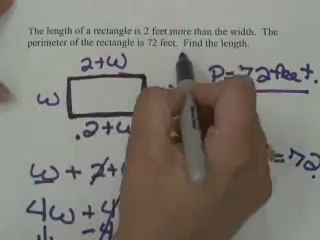 The length of a rectangle is 2 feet more than the width. The
perimeter of the rectangle is 72 feet. Find the length.
2+w
P=72feet.
w
2+w
w + 2+
=72
4w + 4
- 4